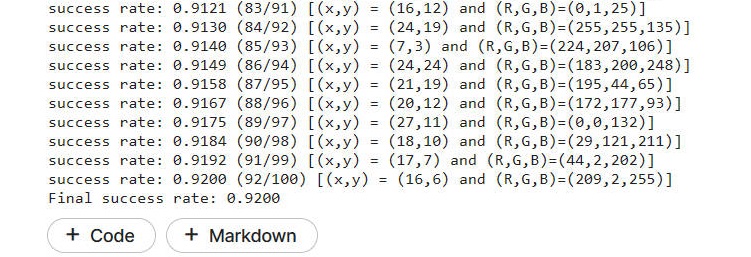 success rate: 0.9121 (83/91) [(x,y) = (16,12) and (R,G,B)=(0,1,25)]
success rate: 0.9130 (84/92) [(x,y) = (24,19) and (R,G,B)=(255,255,135)]
success rate: 0.9140 (85/93) [(x,y) = (7,3) and (R,G,B)=(224,207,106)]
success rate: 0.9149 (86/94) [(x,y) = (24,24) and (R,G,B)=(183,200,248)]
success rate: 0.9158 (87/95) [(x,y) = (21,19) and (R,G,B)=(195,44,65)]
success rate: 0.9167 (88/96) [(x,y) = (20,12) and (R,G,B)=(172,177,93)]
success rate: 0.9175 (89/97) [(x,y) = (27,11) and (R,G,B)=(0,0,132)]
success rate: 0.9184 (90/98) [(x,y) = (18,10) and (R,G,B)=(29,121,211)]
success rate: 0.9192 (91/99) [(x,y) = (17,7) and (R,G,B)=(44,2,202)]
success rate: 0.9200 (92/100) [(x,y) = (16,6) and (R,G,B)=(209,2,255)]
Final success rate: 0.9200
+ Code + Markdown